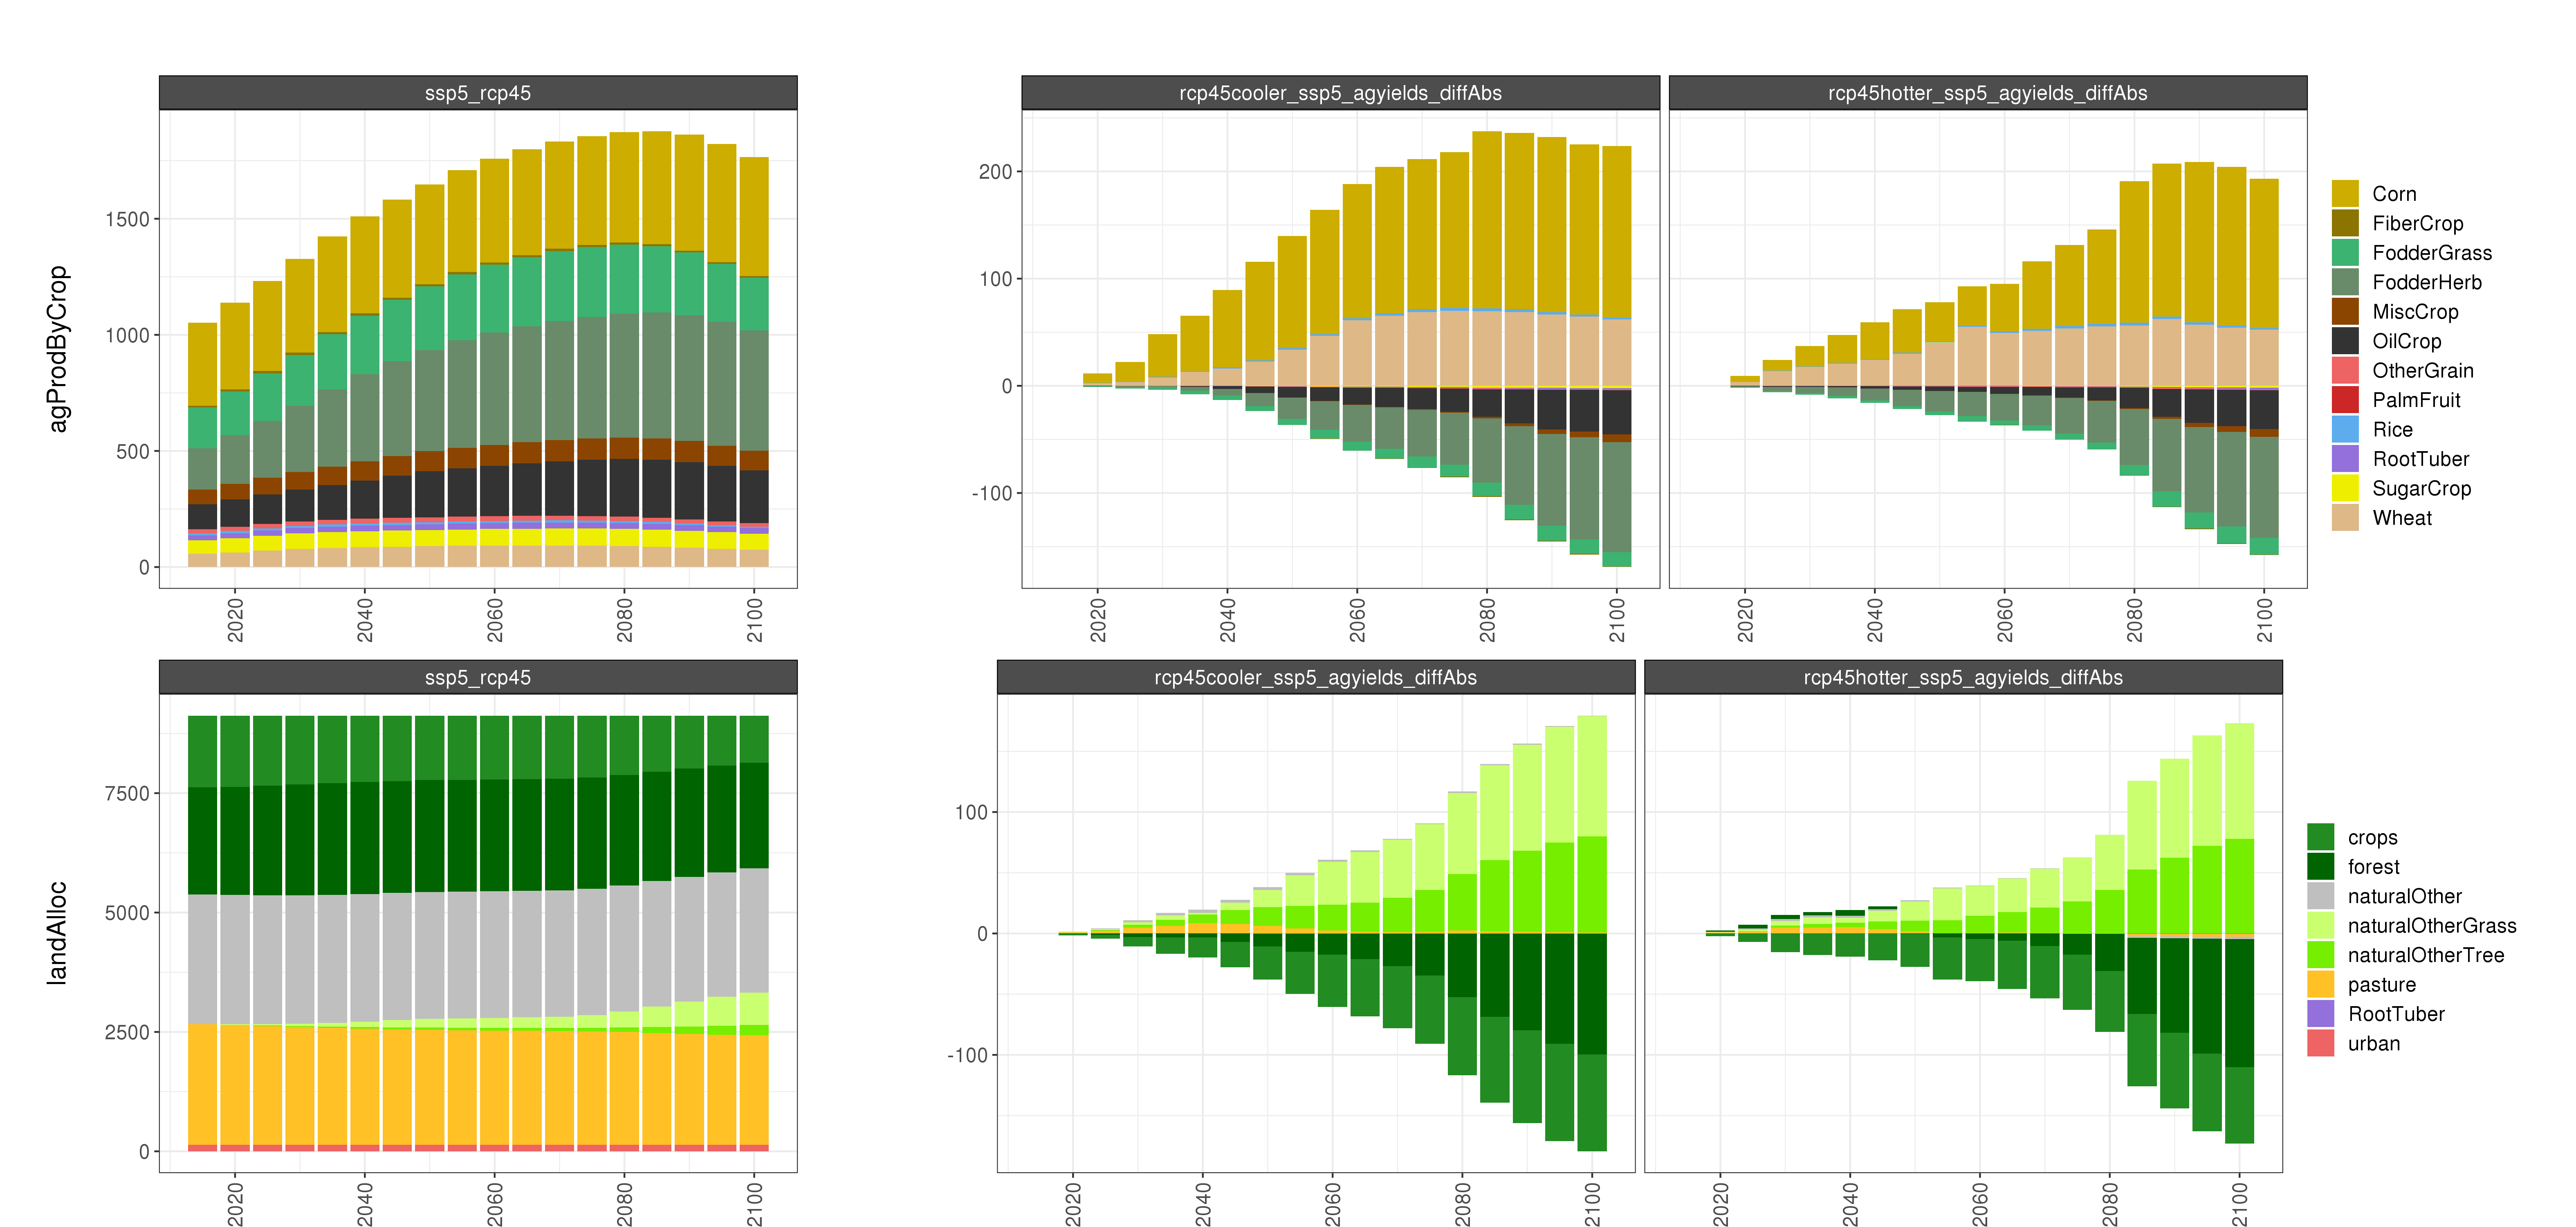 ssp5_rcp45
rcp45cooler_ssp5_agyields_diffAbs
rcp45hotter_ssp5_agyields_diffAbs
agProdByCrop
1500
1000
500
0
200
100
0
-100
2020
2040
2060
2080
2100
2020
2040
2060
2080
2100
2020
2040
2060
2080
2100
Corn
FiberCrop
FodderGrass
FodderHerb
MiscCrop
OilCrop
OtherGrain
PalmFruit
Rice
RootTuber
SugarCrop
Wheat
ssp5_rcp45
rcp45cooler_ssp5_agyields_diffAbs
rcp45hotter_ssp5_agyields_diffAbs
landAlloc
7500
5000
2500
0
100
0
-100
2020
2040
2060
2080
2100
2020
2040
2060
2080
2100
2020
2040
2060
2080
2100
crops
forest
naturalOther
naturalOtherGrass
naturalOtherTree
pasture
RootTuber
urban